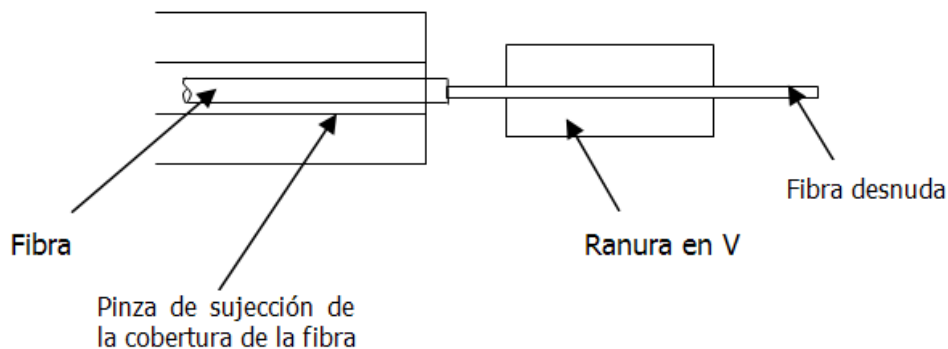 Fibra
Pinza de sujección de
la cobertura de la fibra
Ranura en V
Fibra desnuda